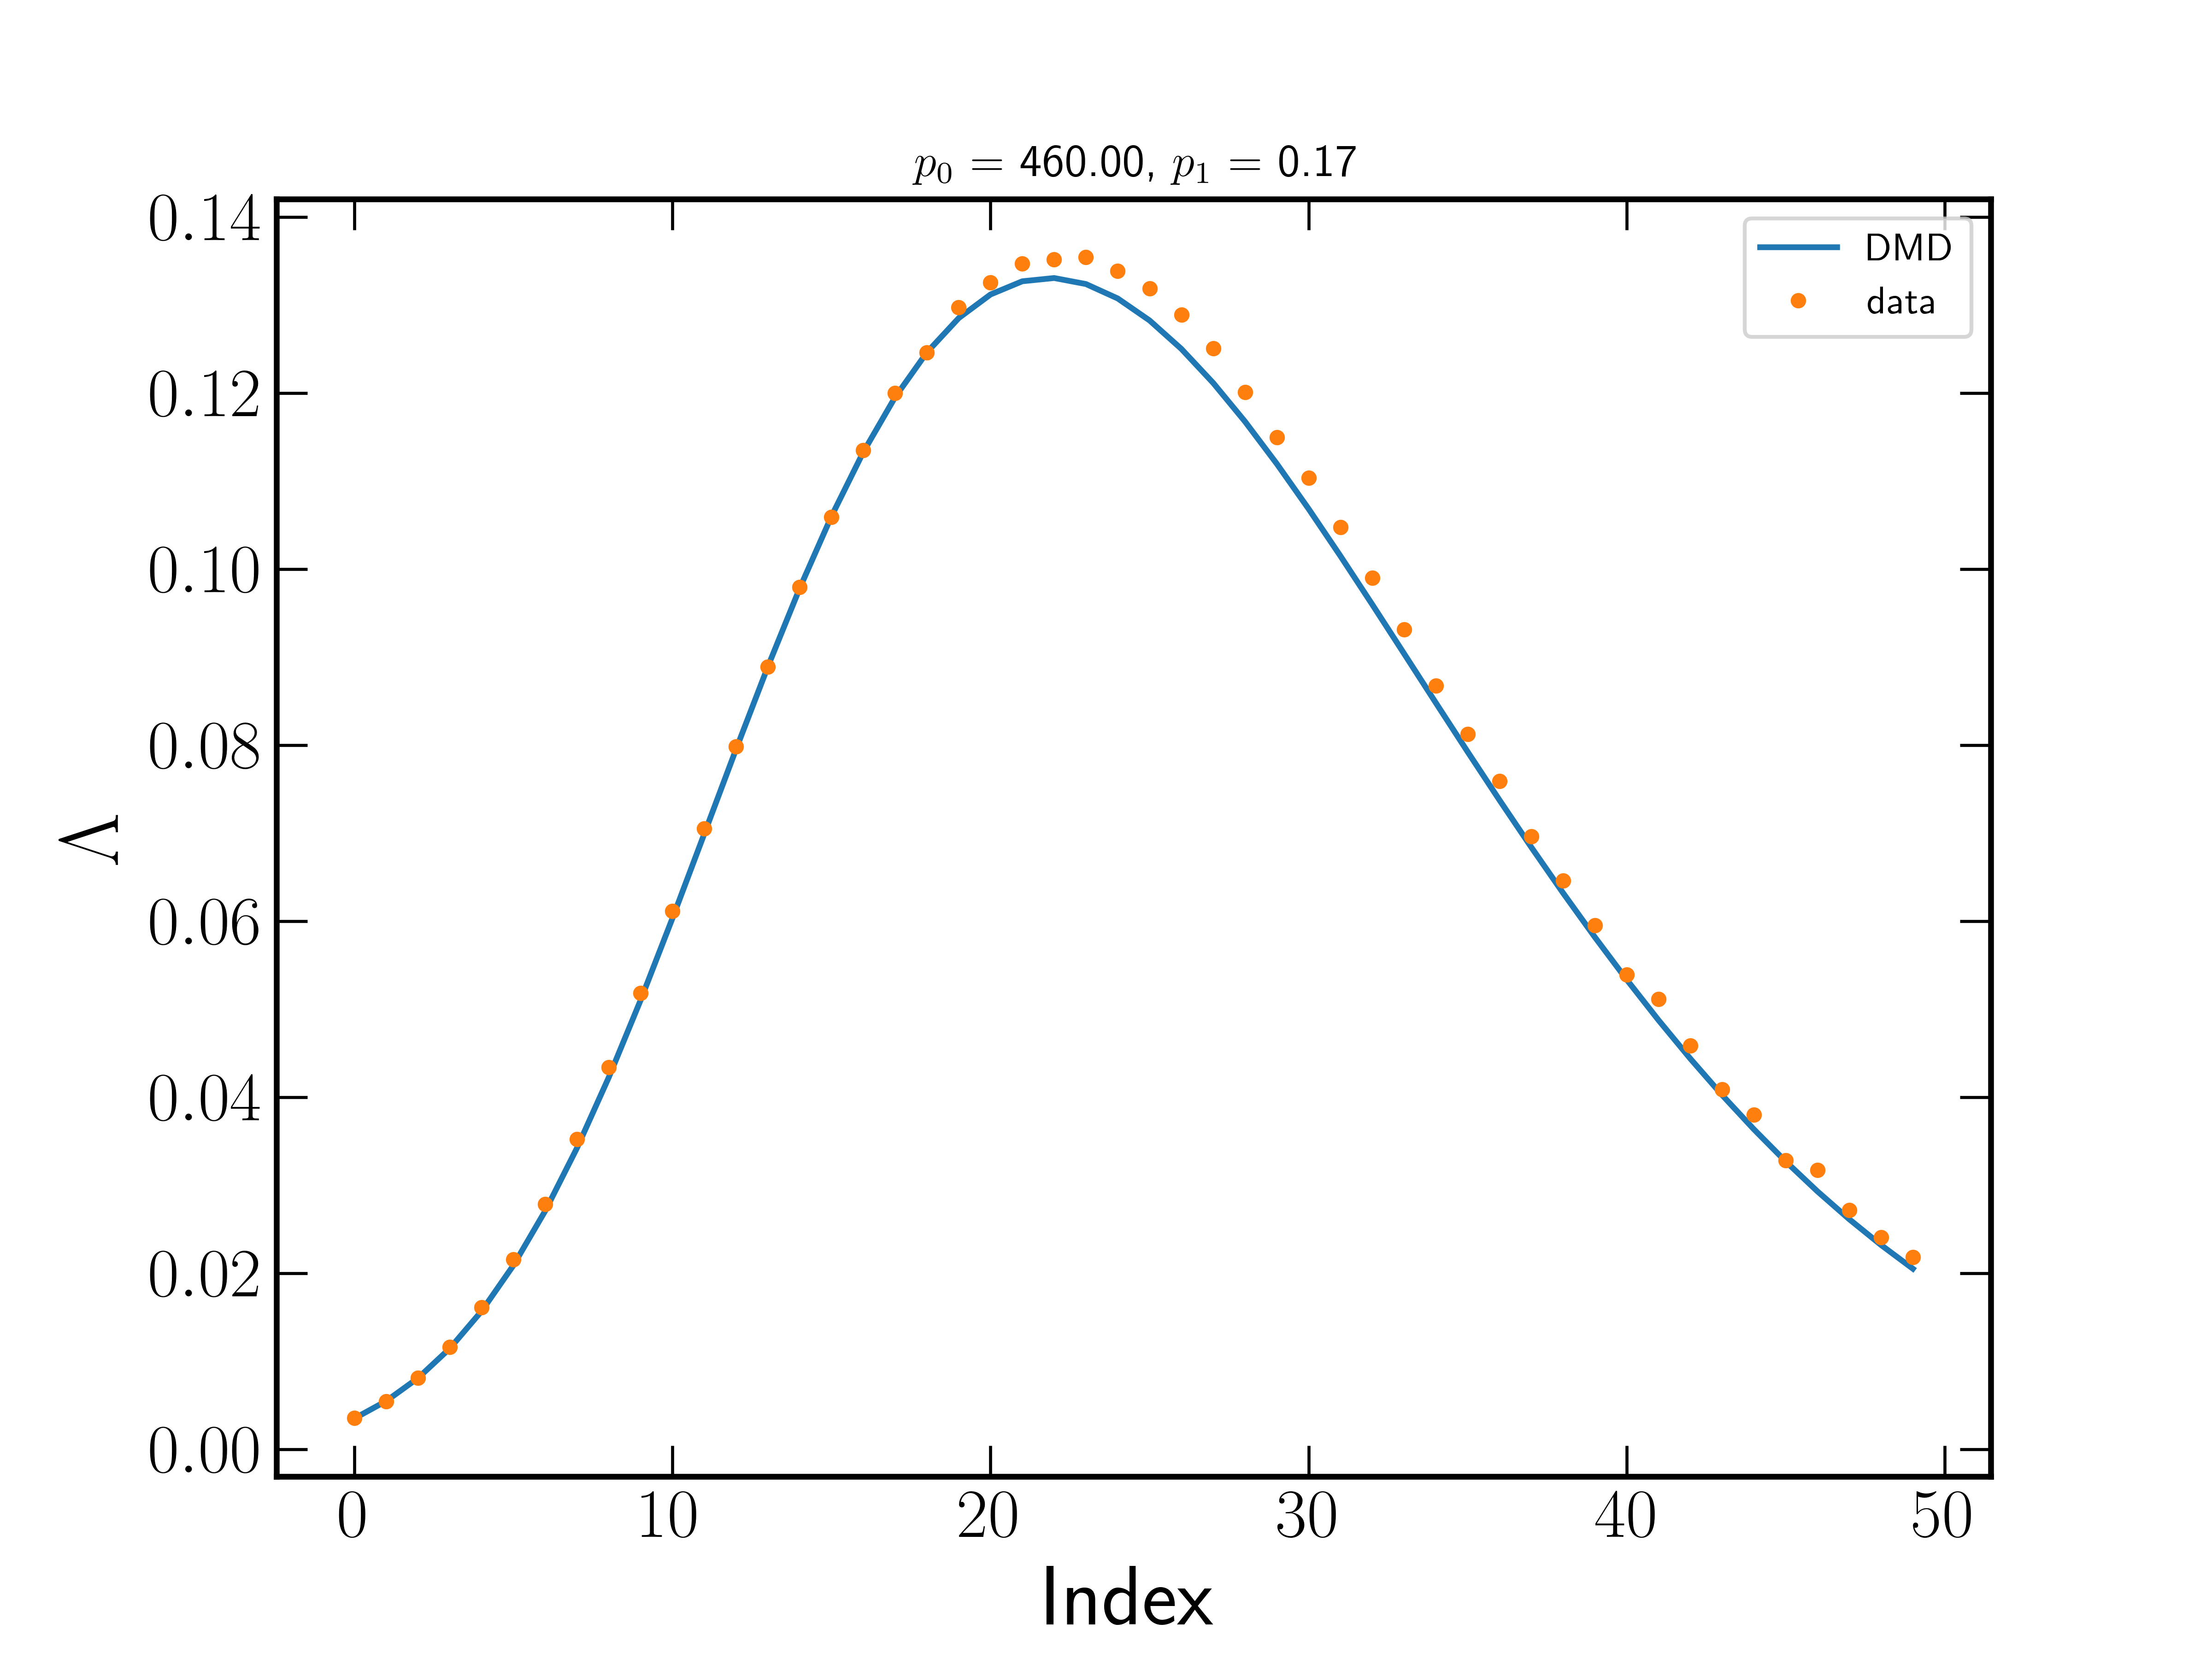 p₀ = 460.00, p₁ = 0.17
DMD
data
0.14
0.12
0.10
0.08
0.06
0.04
0.02
0.00
Λ
0 10 20 30 40 50
Index